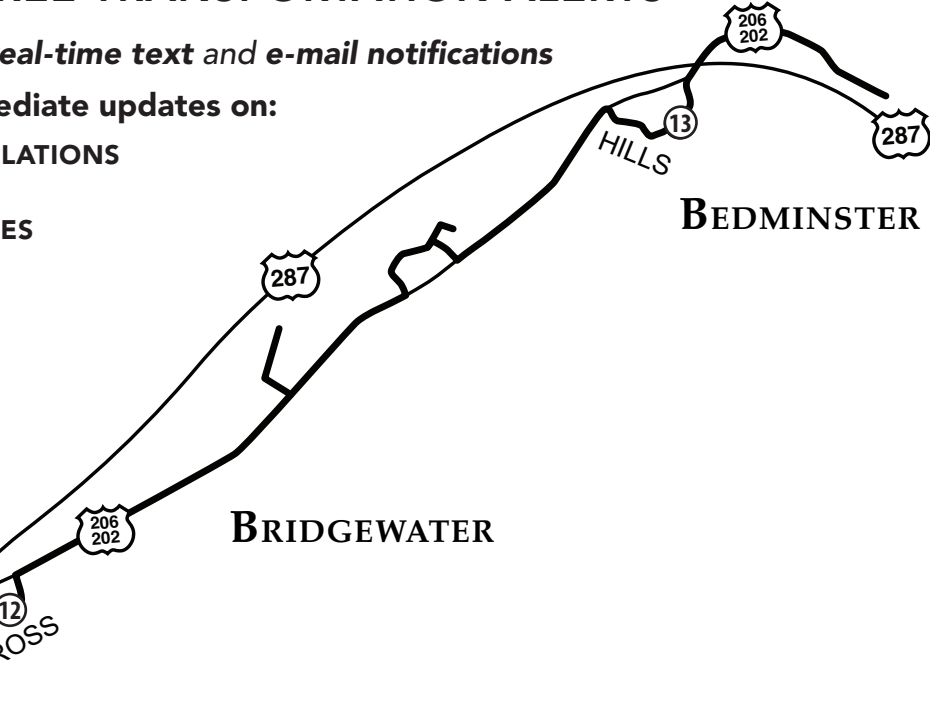 eal-time text and e-mail notifications
ediate updates on:
LATIONS
ES
206
202
287
13
HILLS
BEDMINSTER
287
BRIDGEWATER
206
202
12
ROSS